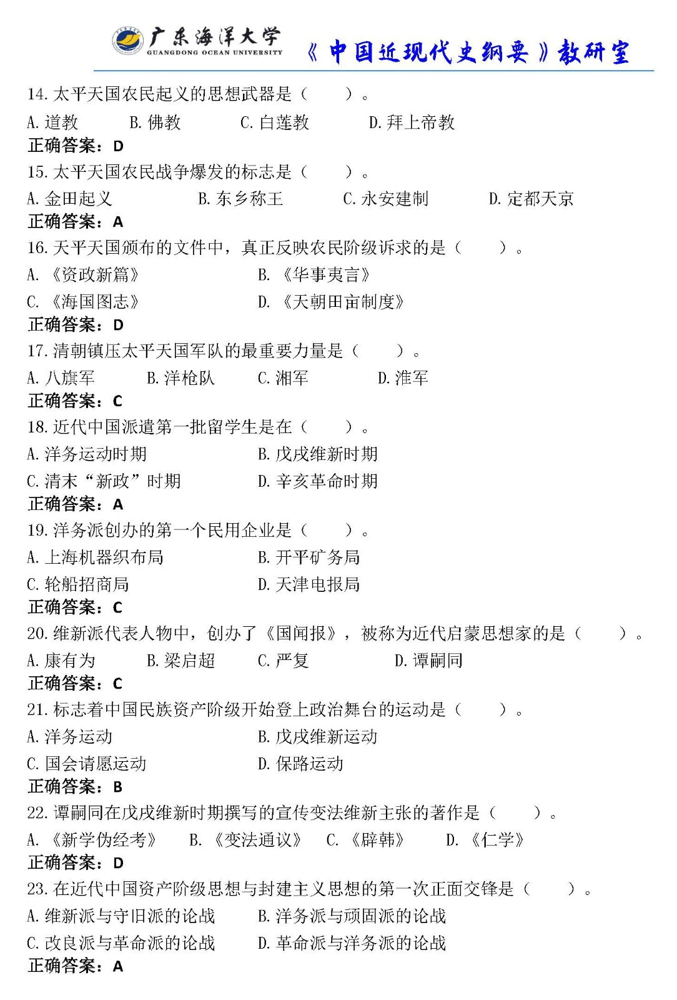 广东海洋大学
GUANGDONG OCEAN UNIVERSITY
《中国近现代史纲要》教研室
14. 太平天国农民起义的思想武器是（  ）。
A. 道教 B. 佛教 C. 白莲教 D. 拜上帝教
正确答案：D
15. 太平天国农民战争爆发的标志是（  ）。
A. 金田起义 B. 东乡称王 C. 永安建制 D. 定都天京
正确答案：A
16. 天平天国颁布的文件中，真正反映农民阶级诉求的是（  ）。
A. 《资政新篇》 B. 《华事夷言》
C. 《海国图志》 D. 《天朝田亩制度》
正确答案：D
17. 清朝镇压太平天国军队的最重要力量是（  ）。
A. 八旗军 B. 洋枪队 C. 湘军 D. 淮军
正确答案：C
18. 近代中国派遣第一批留学生是在（  ）。
A. 洋务运动时期 B. 戊戌维新时期
C. 清末“新政”时期 D. 辛亥革命时期
正确答案：A
19. 洋务派创办的第一个民用企业是（  ）。
A. 上海机器织布局 B. 开平矿务局
C. 轮船招商局 D. 天津电报局
正确答案：C
20. 维新派代表人物中，创办了《国闻报》，被称为近代启蒙思想家的是（  ）。
A. 康有为 B. 梁启超 C. 严复 D. 谭嗣同
正确答案：C
21. 标志着中国民族资产阶级开始登上政治舞台的运动是（  ）。
A. 洋务运动 B. 戊戌维新运动
C. 国会请愿运动 D. 保路运动
正确答案：B
22. 谭嗣同在戊戌维新时期撰写的宣传变法维新主张的著作是（  ）。
A. 《新学伪经考》 B. 《变法通议》 C. 《辟韩》 D. 《仁学》
正确答案：D
23. 在近代中国资产阶级思想与封建主义思想的第一次正面交锋是（  ）。
A. 维新派与守旧派的论战 B. 洋务派与顽固派的论战
C. 改良派与革命派的论战 D. 革命派与洋务派的论战
正确答案：A